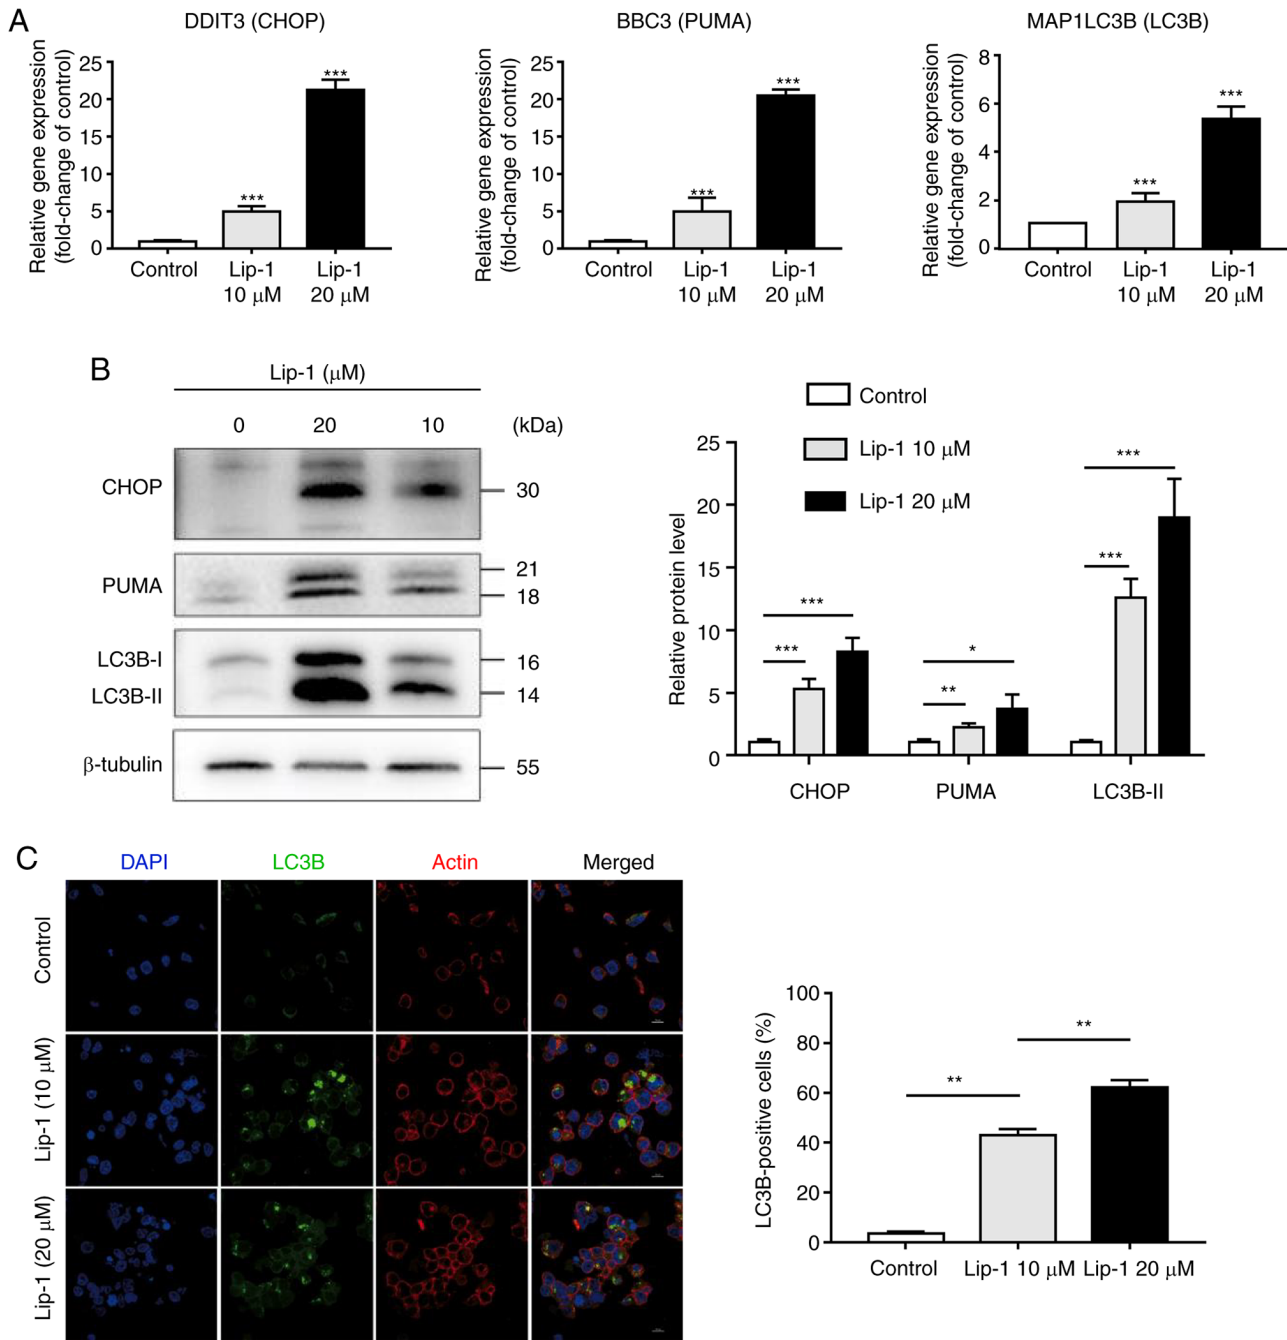 A
DDIT3 (CHOP)
Relative gene expression
(fold-change of control)
25
20
15
10
5
0
***
***
Control
Lip-1
10 μM
Lip-1
20 μM
BBC3 (PUMA)
Relative gene expression
(fold-change of control)
25
20
15
10
5
0
***
***
Control
Lip-1
10 μM
Lip-1
20 μM
MAP1LC3B (LC3B)
Relative gene expression
(fold-change of control)
8
6
4
2
0
***
***
Control
Lip-1
10 μM
Lip-1
20 μM
B
Lip-1 (μM)
0 20 10 (kDa)
CHOP 30
PUMA 21
18
LC3B-I 16
LC3B-II 14
β-tubulin 55
Control
Lip-1 10 μM
Lip-1 20 μM
Relative protein level
25
20
15
10
5
0
***
***
**
*
***
***
CHOP PUMA LC3B-II
C
DAPI LC3B Actin Merged
Control
Lip-1 (10 μM)
Lip-1 (20 μM)
LC3B-positive cells (%)
100
80
60
40
20
0
**
**
Control Lip-1 10 μM Lip-1 20 μM